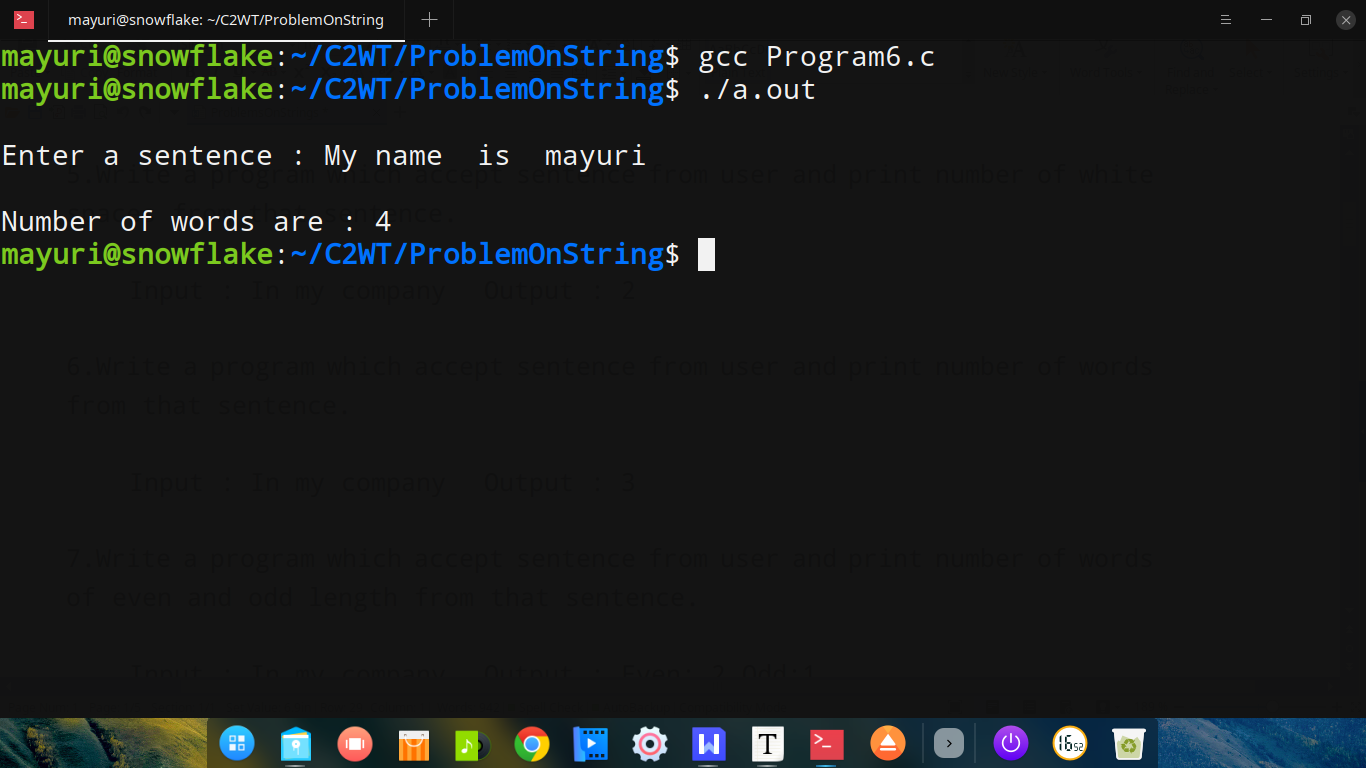 mayuri@snowflake: ~/C2WT/ProblemOnString
mayuri@snowflake:~/C2WT/ProblemOnString$ gcc Program6.c
mayuri@snowflake:~/C2WT/ProblemOnString$ ./a.out
Enter a sentence : My name  is  mayuri
5.Write a program which accept sentence from user and print number of white
Number of words are : 4
from that sentence.
mayuri@snowflake:~/C2WT/ProblemOnString$
Input : in my company Output : 2
6.Write a program which accept sentence from user and print number of words
from that sentence.
Input : in my company Output : 3
7.Write a program which accept sentence from user and print number of words
of even and odd length from that sentence.
Input : in my company Output : Even: 2 Odd:1
16 52